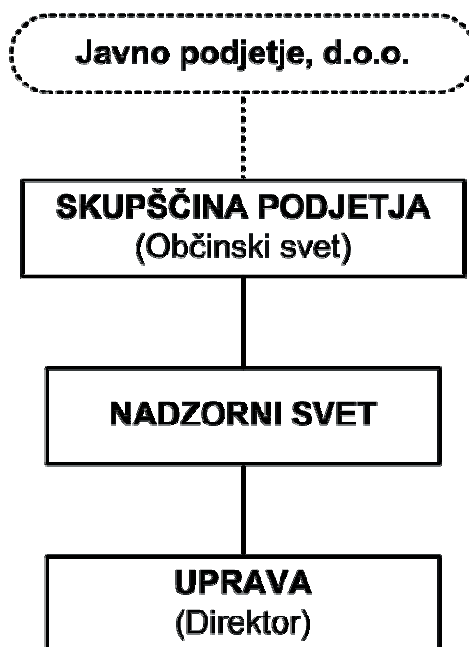 Javno podjetje, d.o.o.
SKUPŠČINA PODJETJA
(Občinski svet)
NADZORNI SVET
UPRAVA
(Direktor)